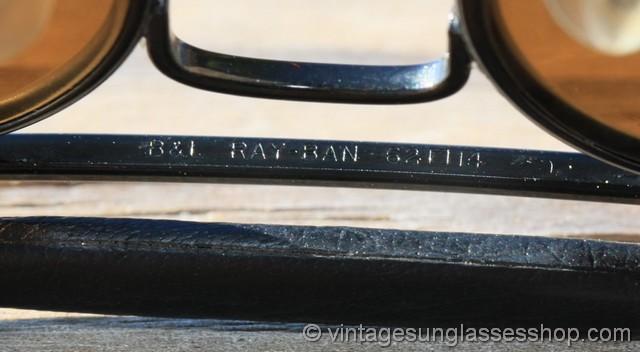 B&L RAY-BAN 62□14
© vintagesunglassesshop.com